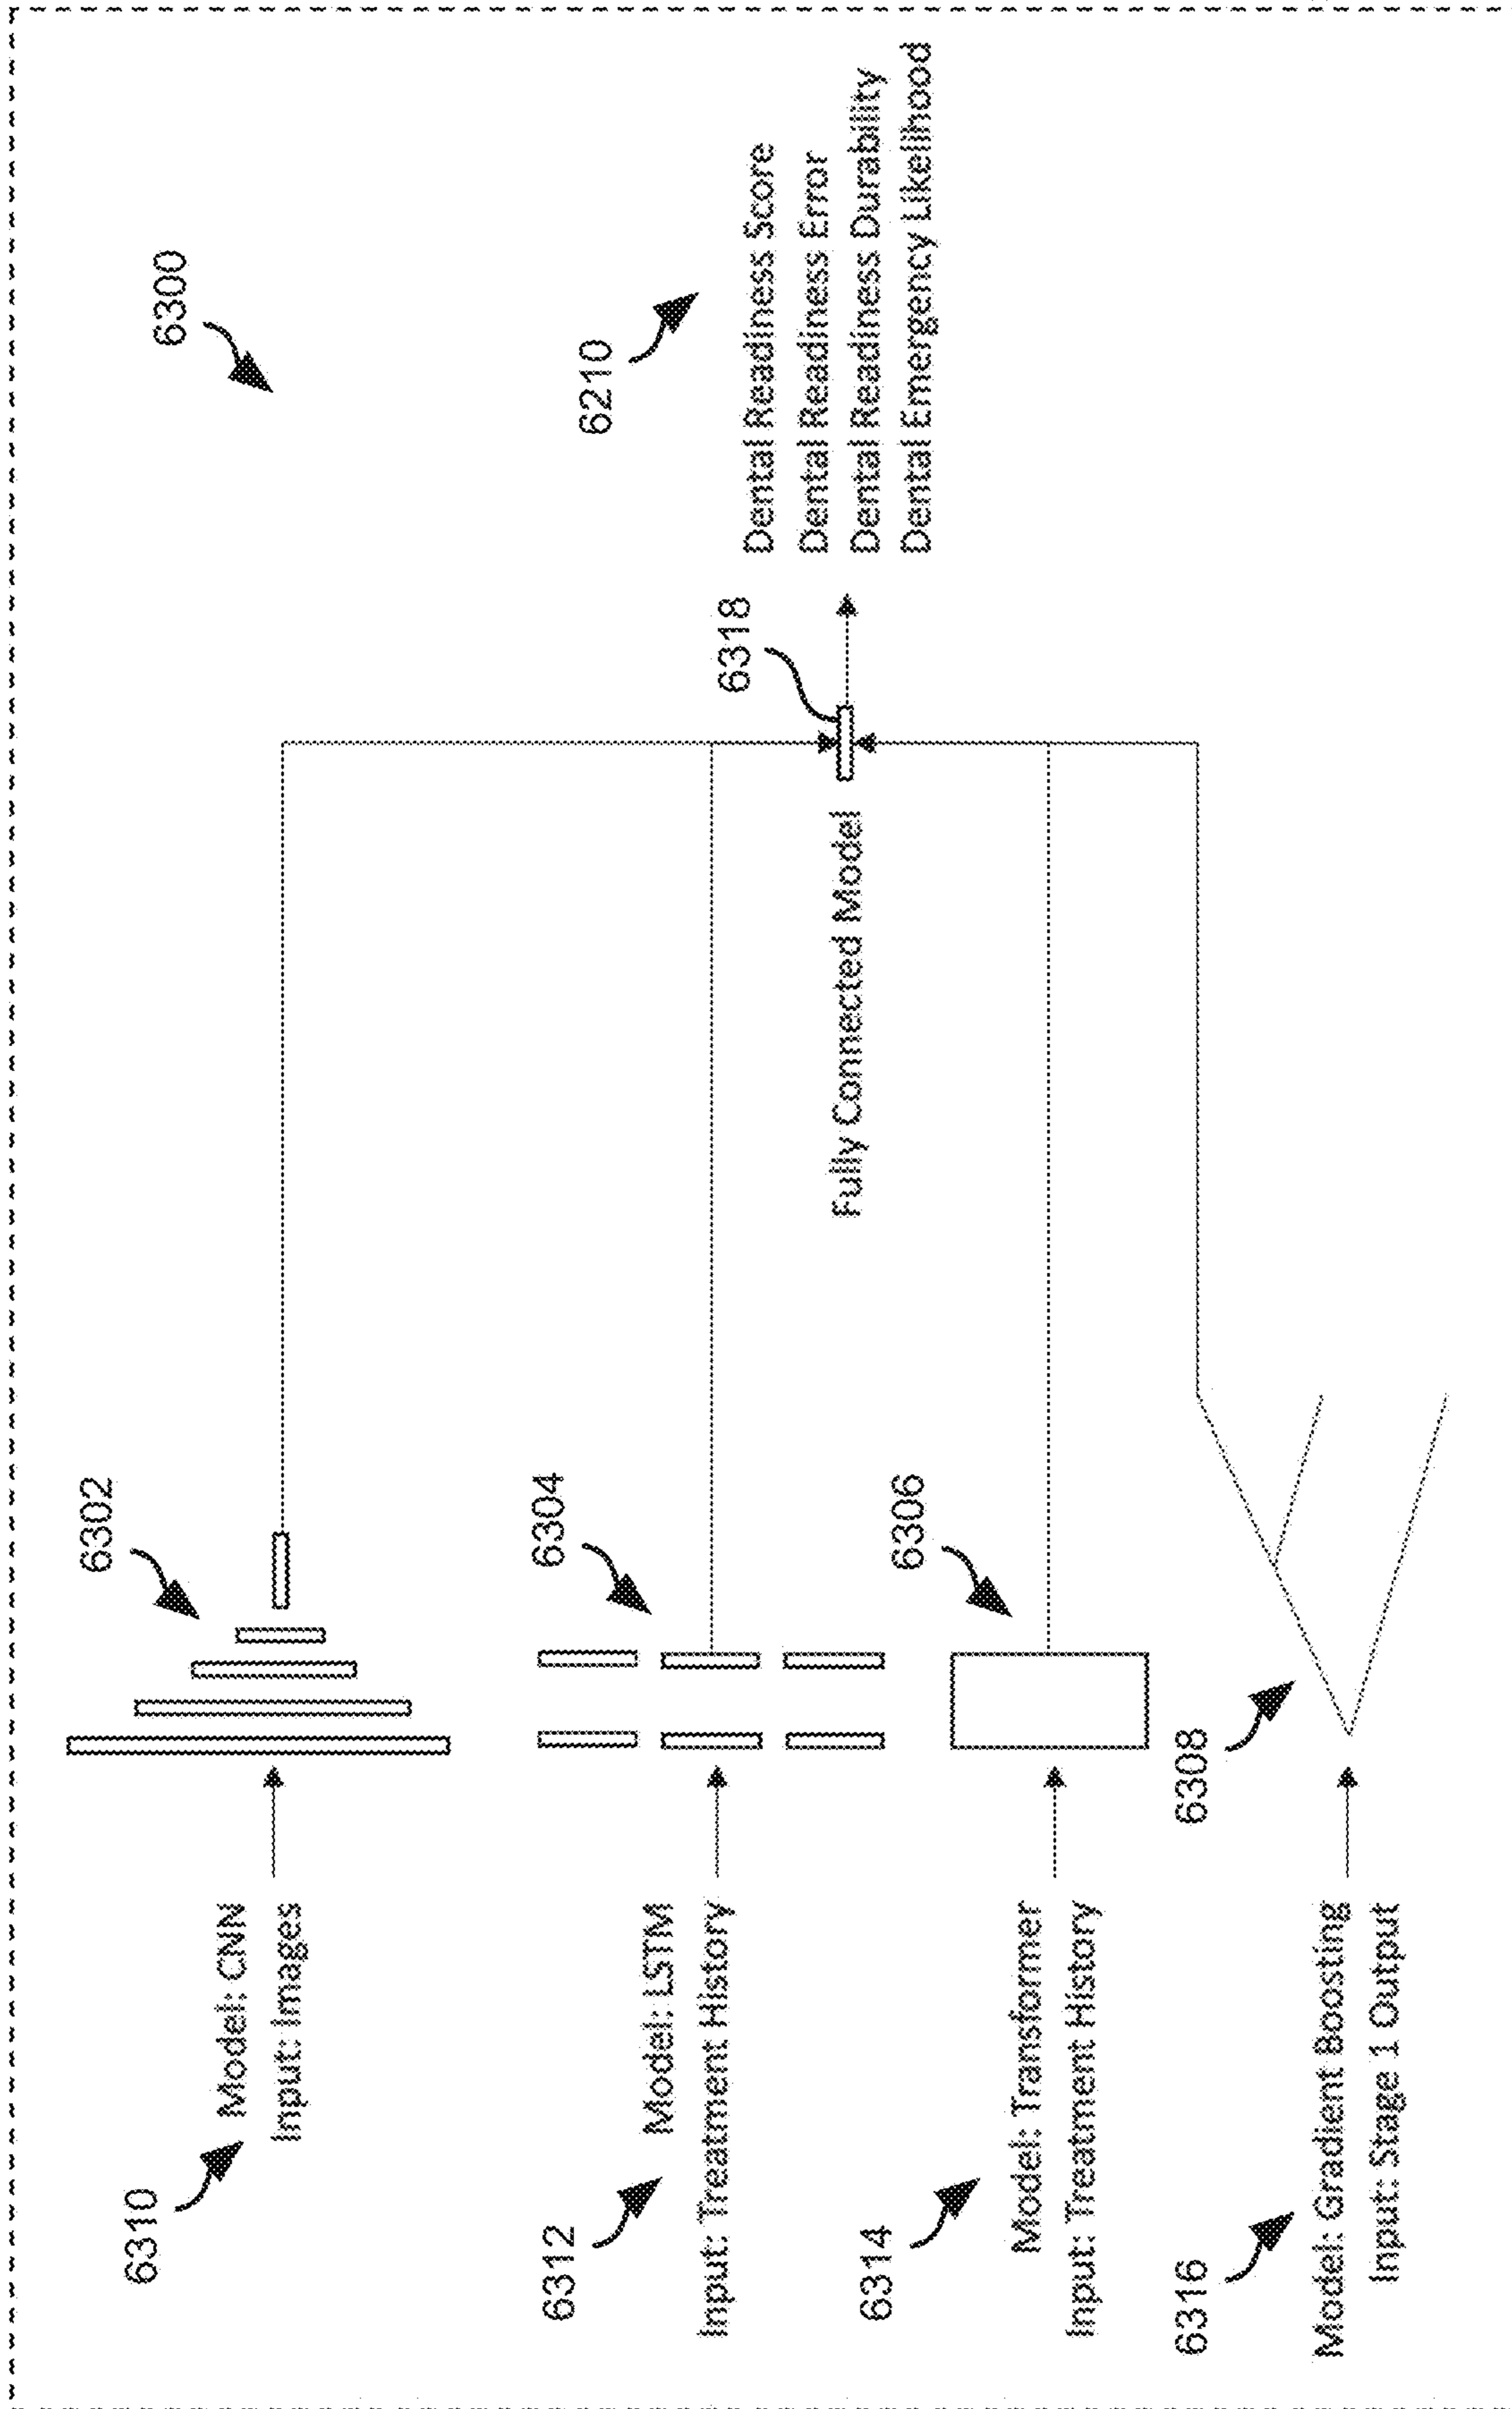 6300
6302
6310
Model: CNN
Input: Images
6304
6312
Model: LSTM
Input: Treatment History
6210
Dental Readiness Score
Dental Readiness Error
Dental Readiness Durability
Dental Emergency Likelihood
6318
Fully Connected Model
6306
6314
Model: Transformer
Input: Treatment History
6308
6316
Model: Gradient Boosting
Input: Stage 1 Output